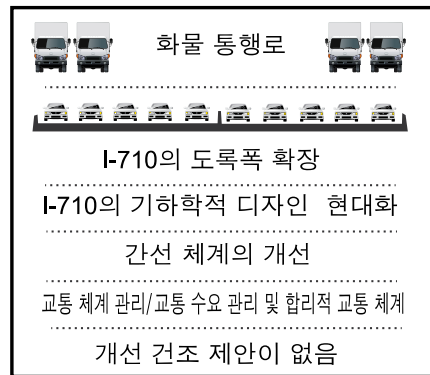 화물 통행로
I-710의 도록폭 확장
I-710의 기하학적 디자인 현대화
간선 체계의 개선
교통 체계 관리/교통 수요 관리 및 합리적 교통 체계
개선 건조 제안이 없음